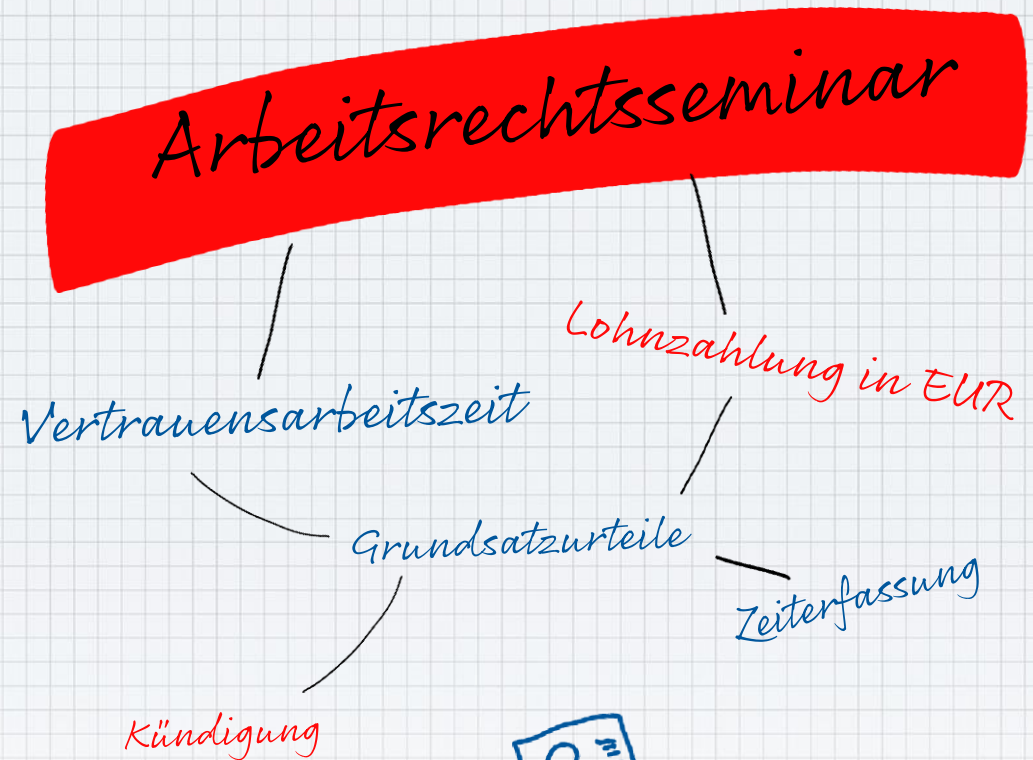 Arbeitsrechtsseminar
Lohnzahlung in EUR
Vertrauensarbeitszeit
Grundsatzurteile
Zeiterfassung
Kündigung